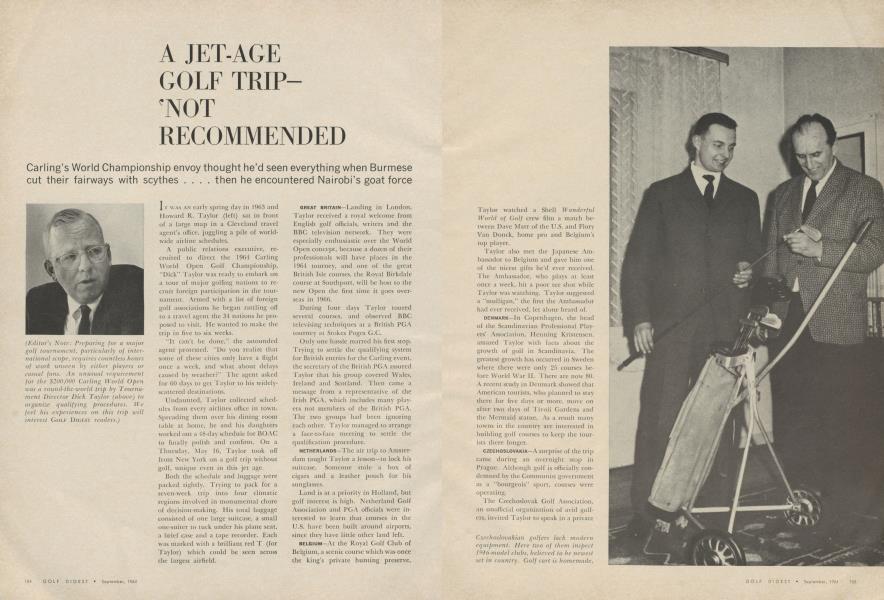 A JET-AGE
GOLF TRIP—
‘NOT
RECOMMENDED
Carling's World Championship envoy thought he'd seen everything when Burmese
cut their fairways with scythes . . . . then he encountered Nairobi's goat force
(Editor's Note: Preparing for a major
golf tournament, particularly of inter-
national scope, requires countless hours
of work unseen by either players or
casual fans. An unusual requirement
for the $200,000 Carling World Open
was a round-the-world trip by Tourna-
ment Director Dick Taylor (above) to
organize qualifying procedures. We
feel his experiences on this trip will
interest GOLF DIGEST readers.)
IT WAS AN early spring day in 1963 and
Howard R. Taylor (left) sat in front
of a large map in a Cleveland travel
agent's office, juggling a pile of world-
wide airline schedules.
A public relations executive, re-
cruited to direct the 1964 Carling
World Open Golf Championship,
"Dick" Taylor was ready to embark on
a tour of major golfing nations to re-
cruit foreign participation in the tour-
nament. Armed with a list of foreign
associations he began rattling off
to a travel agent the 34 nations he pro-
posed to visit. He wanted to make the
trip in five to six weeks.
"It can't be done," the astounded
agent protested. "Do you realize that
some of these cities only have a flight
once a week, and what about delays
caused by weather?" The agent asked
for 60 days to get Taylor to his widely-
scattered destinations.
Undaunted, Taylor collected sched-
ules from every airlines office in town.
Spreading them over his dining room
table at home, he and his daughters
worked out a 48-day schedule for BOAC
to finally polish and confirm. On a
Thursday, May 16, Taylor took off
from New York on a golf trip without
golf, unique even in this jet age.
Both the schedule and luggage were
packed tightly. Trying to pack for a
seven-week trip into four climatic
regions involved in monumental chore
of decision-making. His total luggage
consisted of one large suitcase, a small
one-suiter to tuck under his plane seat,
a brief case and a tape recorder. Each
was marked with a brilliant red T (for
Taylor) which could be seen across
the largest airfield.
GREAT BRITAIN—Landing in London,
Taylor received a royal welcome from
English golf officials, writers and the
BBC television network. They were
especially enthusiastic over the World
Open concept, because a dozen of their
professionals will have places in the
1964 tourney, and one of the great
British Isle courses, the Royal Birkdale
course at Southport, will be host to the
new Open the first time it goes over-
seas in 1966.
During four days Taylor toured
several courses, and observed BBC
televising techniques at a British PGA
tourney at Stokes Poges G.C.
Only one hassle marred his first stop.
Trying to settle the qualifying system
for British entries for the Carling event,
the secretary of the British PGA assured
Taylor that his group covered Wales,
Ireland and Scotland. Then came a
message from a representative of the
Irish PGA, which includes many play-
ers not members of the British PGA.
The two groups had been ignoring
each other. Taylor managed to arrange
a face-to-face meeting to settle the
qualification procedure.
NETHERLANDS—The air trip to Amster-
dam taught Taylor a lesson—to lock his
suitcase. Someone stole a box of
cigars and a leather pouch for his
sunglasses.
Land is at a priority in Holland, but
golf interest is high. Netherland Golf
Association and PGA officials were in-
terested to learn that courses in the
U.S. have been built around airports,
since they have little other land left.
BELGIUM—At the Royal Golf Club of
Belgium, a scenic course which was once
the king's private hunting preserve,
104 GOLF DIGEST • September, 1964
Taylor watched a Shell Wonderful
World of Golf crew film a match be-
tween Dave Marr of the U.S. and Flory
Van Donck, home pro and Belgium's
top player.
Taylor also met the Japanese Am-
bassador to Belgium and gave him one
of the nicest gifts he'd ever received.
The Ambassador, who plays at least
once a week, hit a poor tee shot while
Taylor was watching. Taylor suggested
a "mulligan," the first the Ambassador
had ever received, let alone heard of.
DENMARK—In Copenhagen, the head
of the Scandinavian Professional Play-
ers' Association, Henning Kristensen,
amazed Taylor with facts about the
growth of golf in Scandinavia. The
greatest growth has occurred in Sweden
where there were only 25 courses be-
fore World War II. There are now 80.
A recent study in Denmark showed that
American tourists, who planned to stay
there for five days or more, move on
after two days of Tivoli Gardens and
the Mermaid statue. As a result many
towns in the country are interested in
building golf courses to keep the tour-
ists there longer.
CZECHOSLOVAKIA—A surprise of the trip
came during an overnight stop in
Prague. Although golf is officially con-
demned by the Communist government
as a "bourgeois" sport, courses were
operating.
The Czechoslovak Golf Association,
an unofficial organization of avid golf-
ers, invited Taylor to speak in a private
Czechoslovakian golfers lack modern
equipment. Here two of them inspect
1946-model clubs, believed to be newest
set in country. Golf cart is homemade.
GOLF DIGEST • September, 1964 105